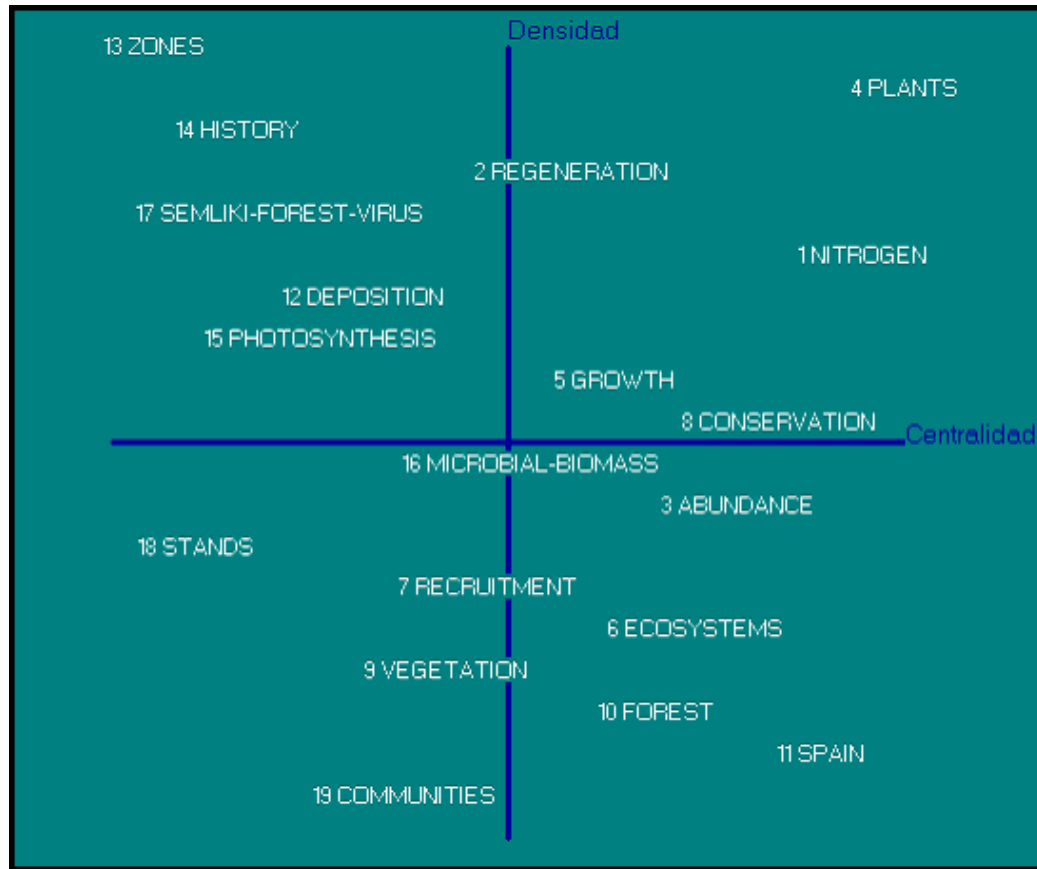 Densidad
13 ZONES
4 PLANTS
14 HISTORY
2 REGENERATION
17 SEMLIKI-FOREST-VIRUS
1 NITROGEN
12 DEPOSITION
15 PHOTOSYNTHESIS
5 GROWTH
8 CONSERVATION
Centralidad
16 MICROBIAL-BIOMASS
3 ABUNDANCE
18 STANDS
7 RECRUITMENT
6 ECOSYSTEMS
9 VEGETATION
10 FOREST
11 SPAIN
19 COMMUNITIES